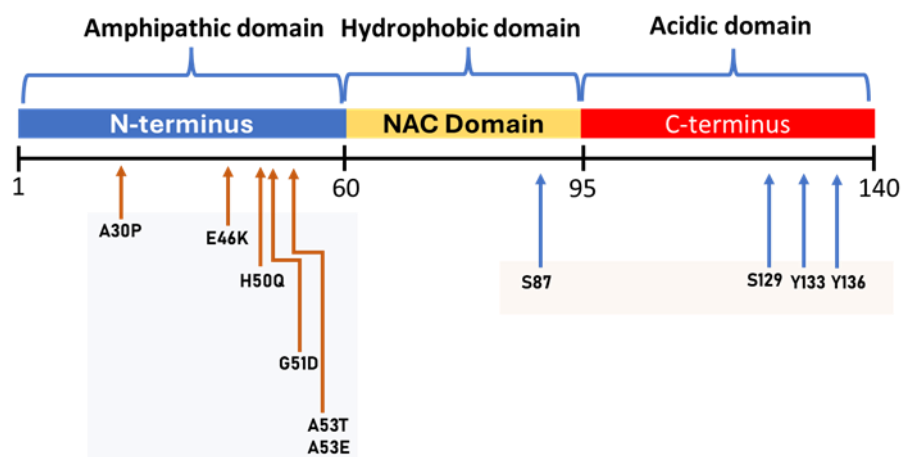 Amphipathic domain Hydrophobic domain Acidic domain
N-terminus NAC Domain C-terminus
1 60 95 140
A30P E46K H50Q S87 S129 Y133 Y136
G51D
A53T
A53E